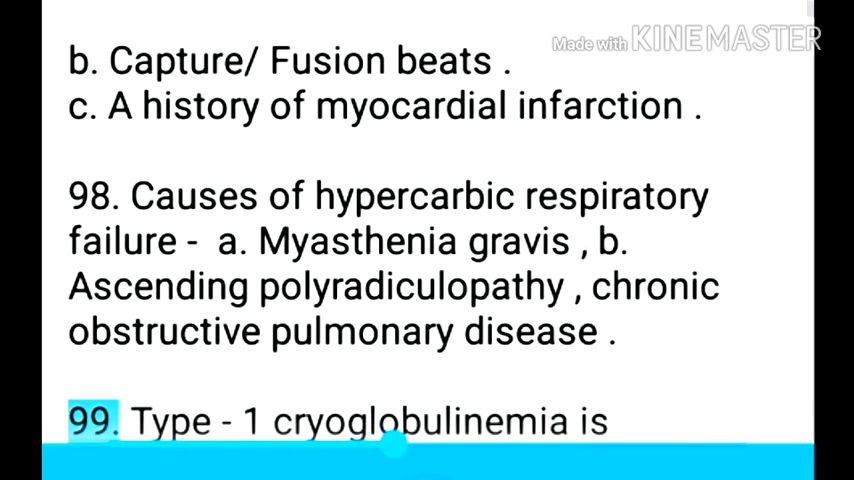 Made with KINEMASTER
b. Capture/ Fusion beats .
c. A history of myocardial infarction .
98. Causes of hypercarbic respiratory
failure - a. Myasthenia gravis , b.
Ascending polyradiculopathy , chronic
obstructive pulmonary disease .
99. Type - 1 cryoglobulinemia is